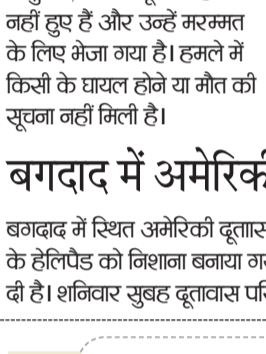 नहीं हुए हैं और उन्हें मरम्मत
के लिए भेजा गया है। हमले में
किसी के घायल होने या मौत की
सूचना नहीं मिली है।
बगदाद में अमेरिकी
बगदाद में स्थित अमेरिकी
के हेलिपैड को निशाना बनाया
दी है। शनिवार सुबह दूतावास